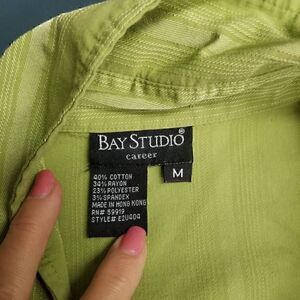 BAY STUDIO®
career
M
40% COTTON
34% RAYON
23% POLYESTER
3% SPANDEX
MADE IN HONG KONG
RN# 59919
STYLE# E2U404